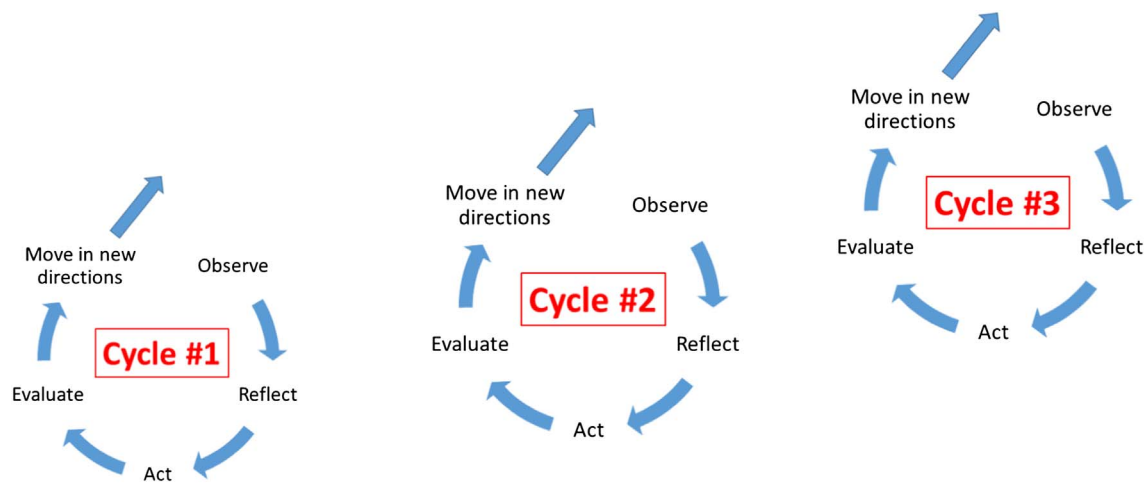 Move in new
directions
Observe
Cycle #1
Evaluate
Reflect
Act
Move in new
directions
Observe
Cycle #2
Evaluate
Reflect
Act
Move in new
directions
Observe
Cycle #3
Evaluate
Reflect
Act